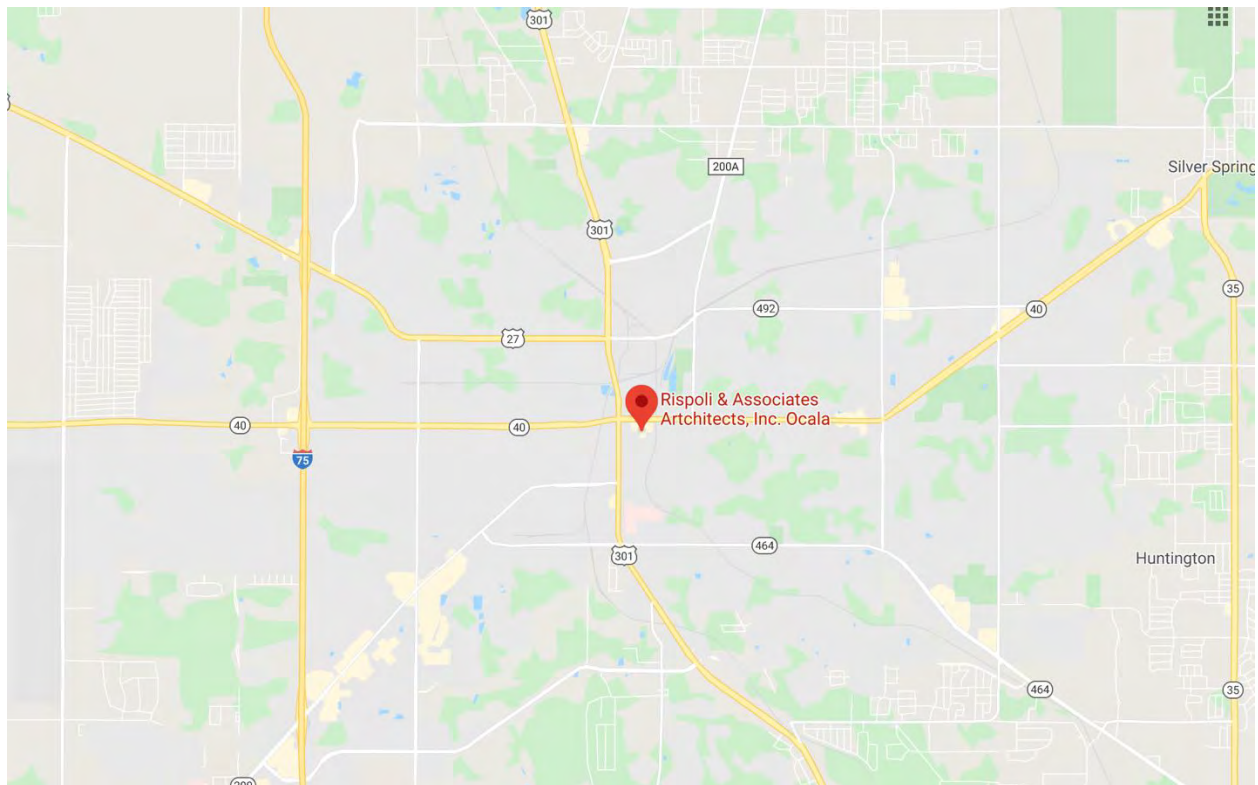 301
200A
Silver Spring
301
35
492
40
27
Rispoli & Associates
Artchitects, Inc. Ocala
40
40
75
464
301
Huntington
464
35